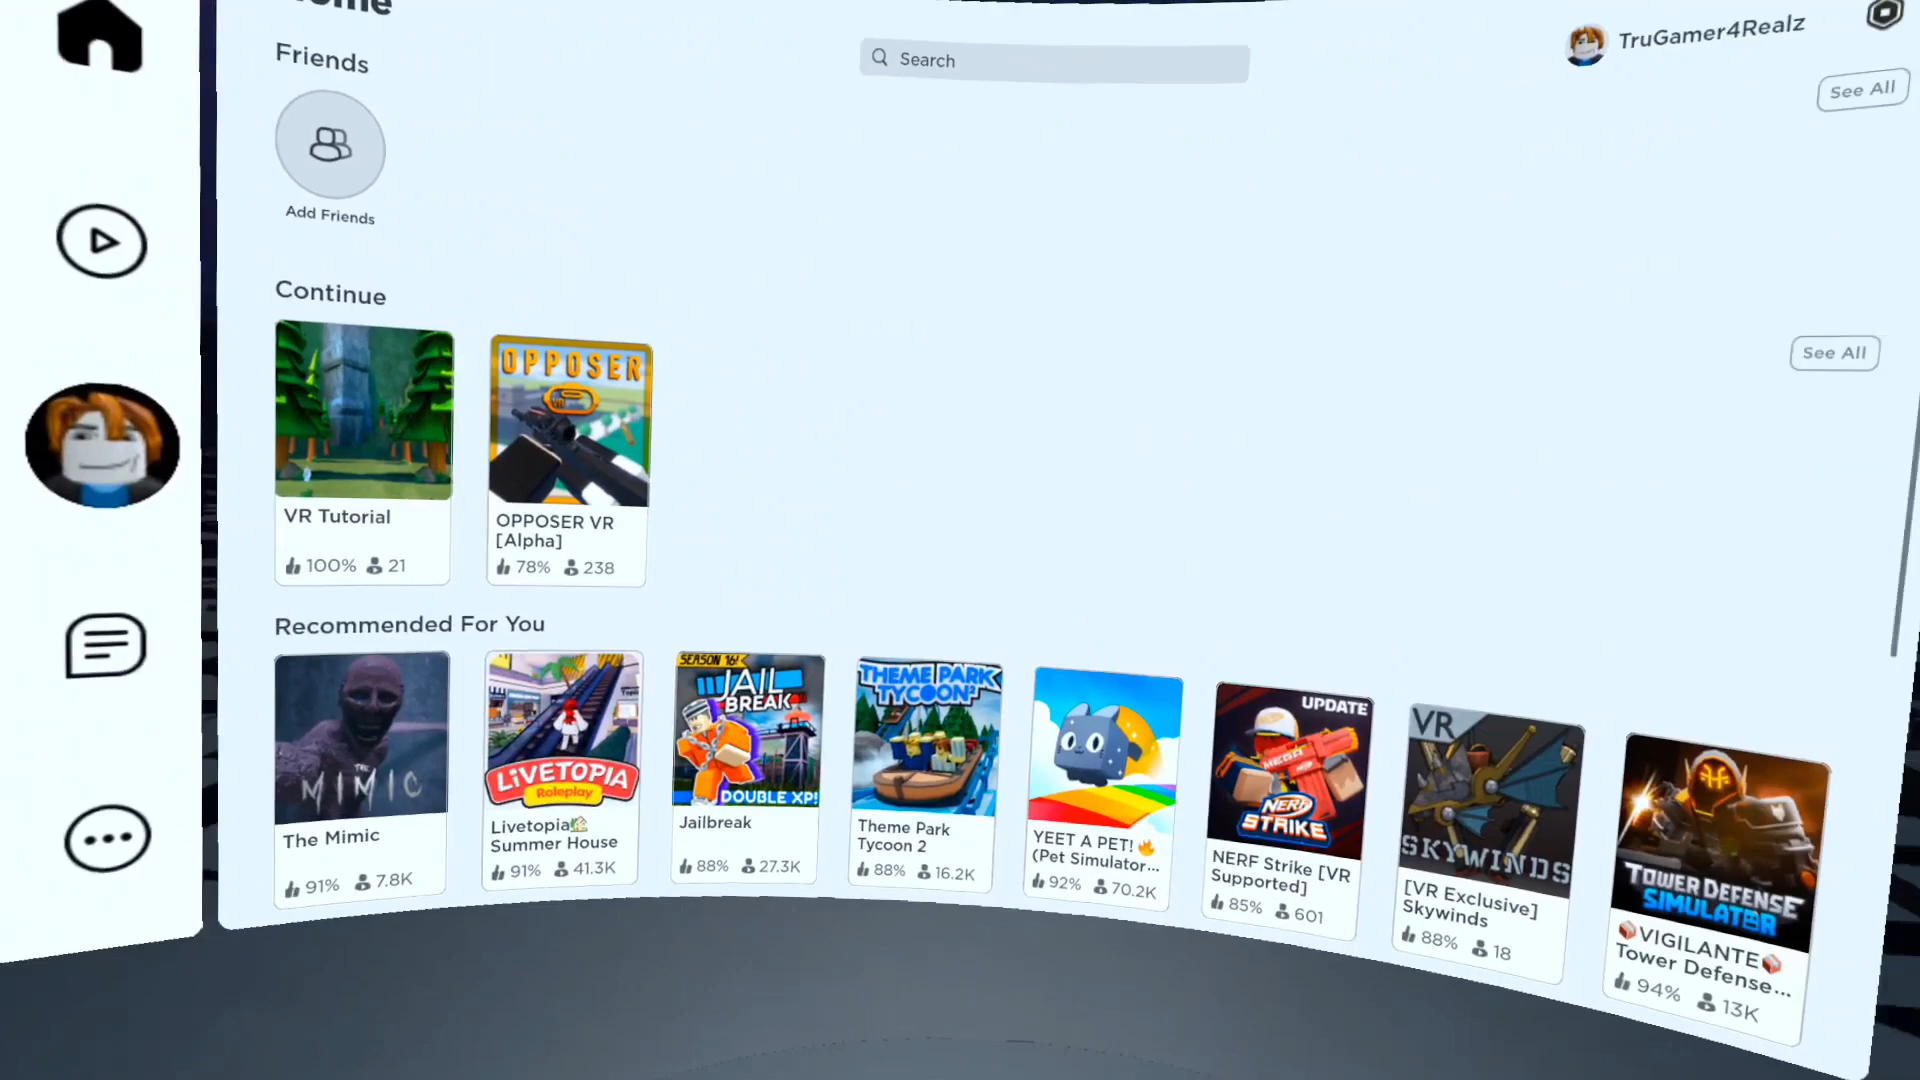 Home
Search
TruGamer4Realz
Friends
See All
Add Friends
Continue
See All
OPPOSER
VR Tutorial
100% 21
OPPOSER VR
[Alpha]
78% 238
Recommended For You
THE
MIMIC
The Mimic
91% 7.8K
LiVETOPiA
Roleplay
Livetopia🏡
Summer House
91% 41.3K
SEASON 16!
JAIL
BREAK
DOUBLE XP!
Jailbreak
88% 27.3K
THEME PARK
TYCOON 2
Theme Park
Tycoon 2
88% 16.2K
YEET A PET! 🔥
(Pet Simulator...
92% 70.2K
UPDATE
MEGA
NERF
STRIKE
NERF Strike [VR
Supported]
85% 601
VR
SKYWINDS
[VR Exclusive]
Skywinds
88% 18
TOWER DEFENSE
SIMULATOR
🧱VIGILANTE🧱
Tower Defense...
94% 13K